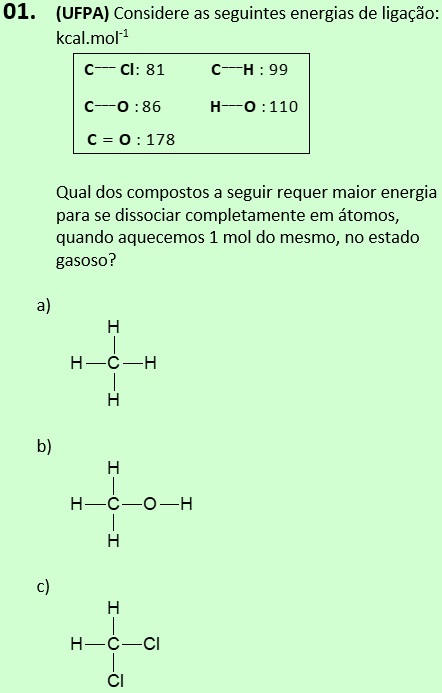 01. (UFPA) Considere as seguintes energias de ligação:
kcal.mol⁻¹
C—Cl: 81 C—H : 99
C—O : 86 H—O : 110
C = O : 178
Qual dos compostos a seguir requer maior energia
para se dissociar completamente em átomos,
quando aquecemos 1 mol do mesmo, no estado
gasoso?
a)
H
H—C—H
H
b)
H
H—C—O—H
H
c)
H
H—C—Cl
Cl